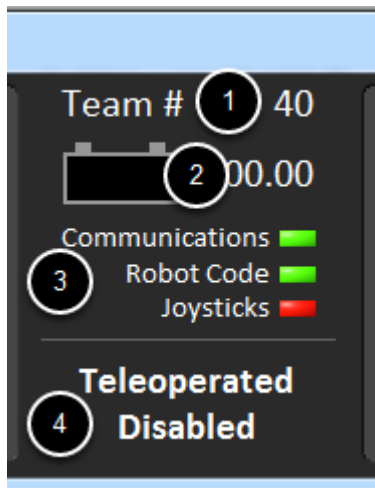 Team # 1 40
2 00.00
Communications
3 Robot Code
Joysticks
Teleoperated
4 Disabled